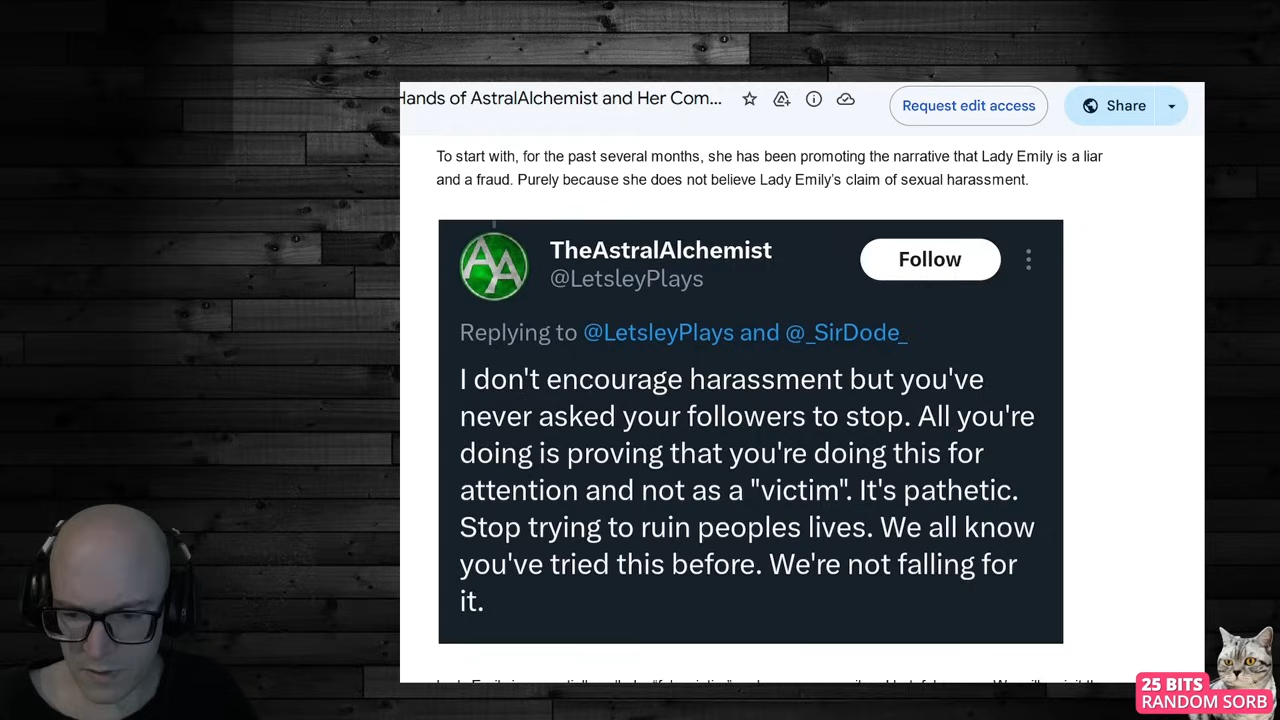 Hands of AstralAlchemist and Her Com...
Request edit access
Share
To start with, for the past several months, she has been promoting the narrative that Lady Emily is a liar
and a fraud. Purely because she does not believe Lady Emily's claim of sexual harassment.
AA
TheAstralAlchemist
@LetsleyPlays
Follow
Replying to @LetsleyPlays and @_SirDode_
I don't encourage harassment but you've
never asked your followers to stop. All you're
doing is proving that you're doing this for
attention and not as a "victim". It's pathetic.
Stop trying to ruin peoples lives. We all know
you've tried this before. We're not falling for
it.
25 BITS
RANDOM SORB